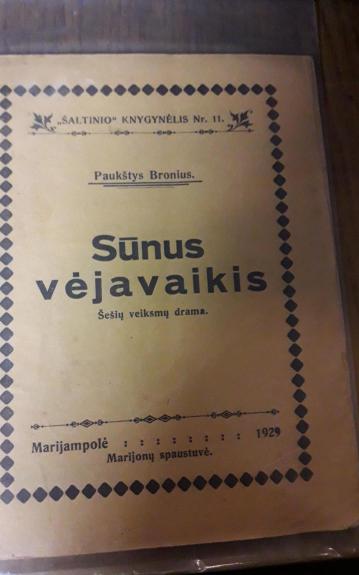 „ŠALTINIO“ KNYGYNĖLIS Nr. 11.
Paukštys Bronius.
Sūnus
vėjavaikis
Šešių veiksmų drama.
Marijampolė : : : : : : : : 1929
Marijonų spaustuvė.